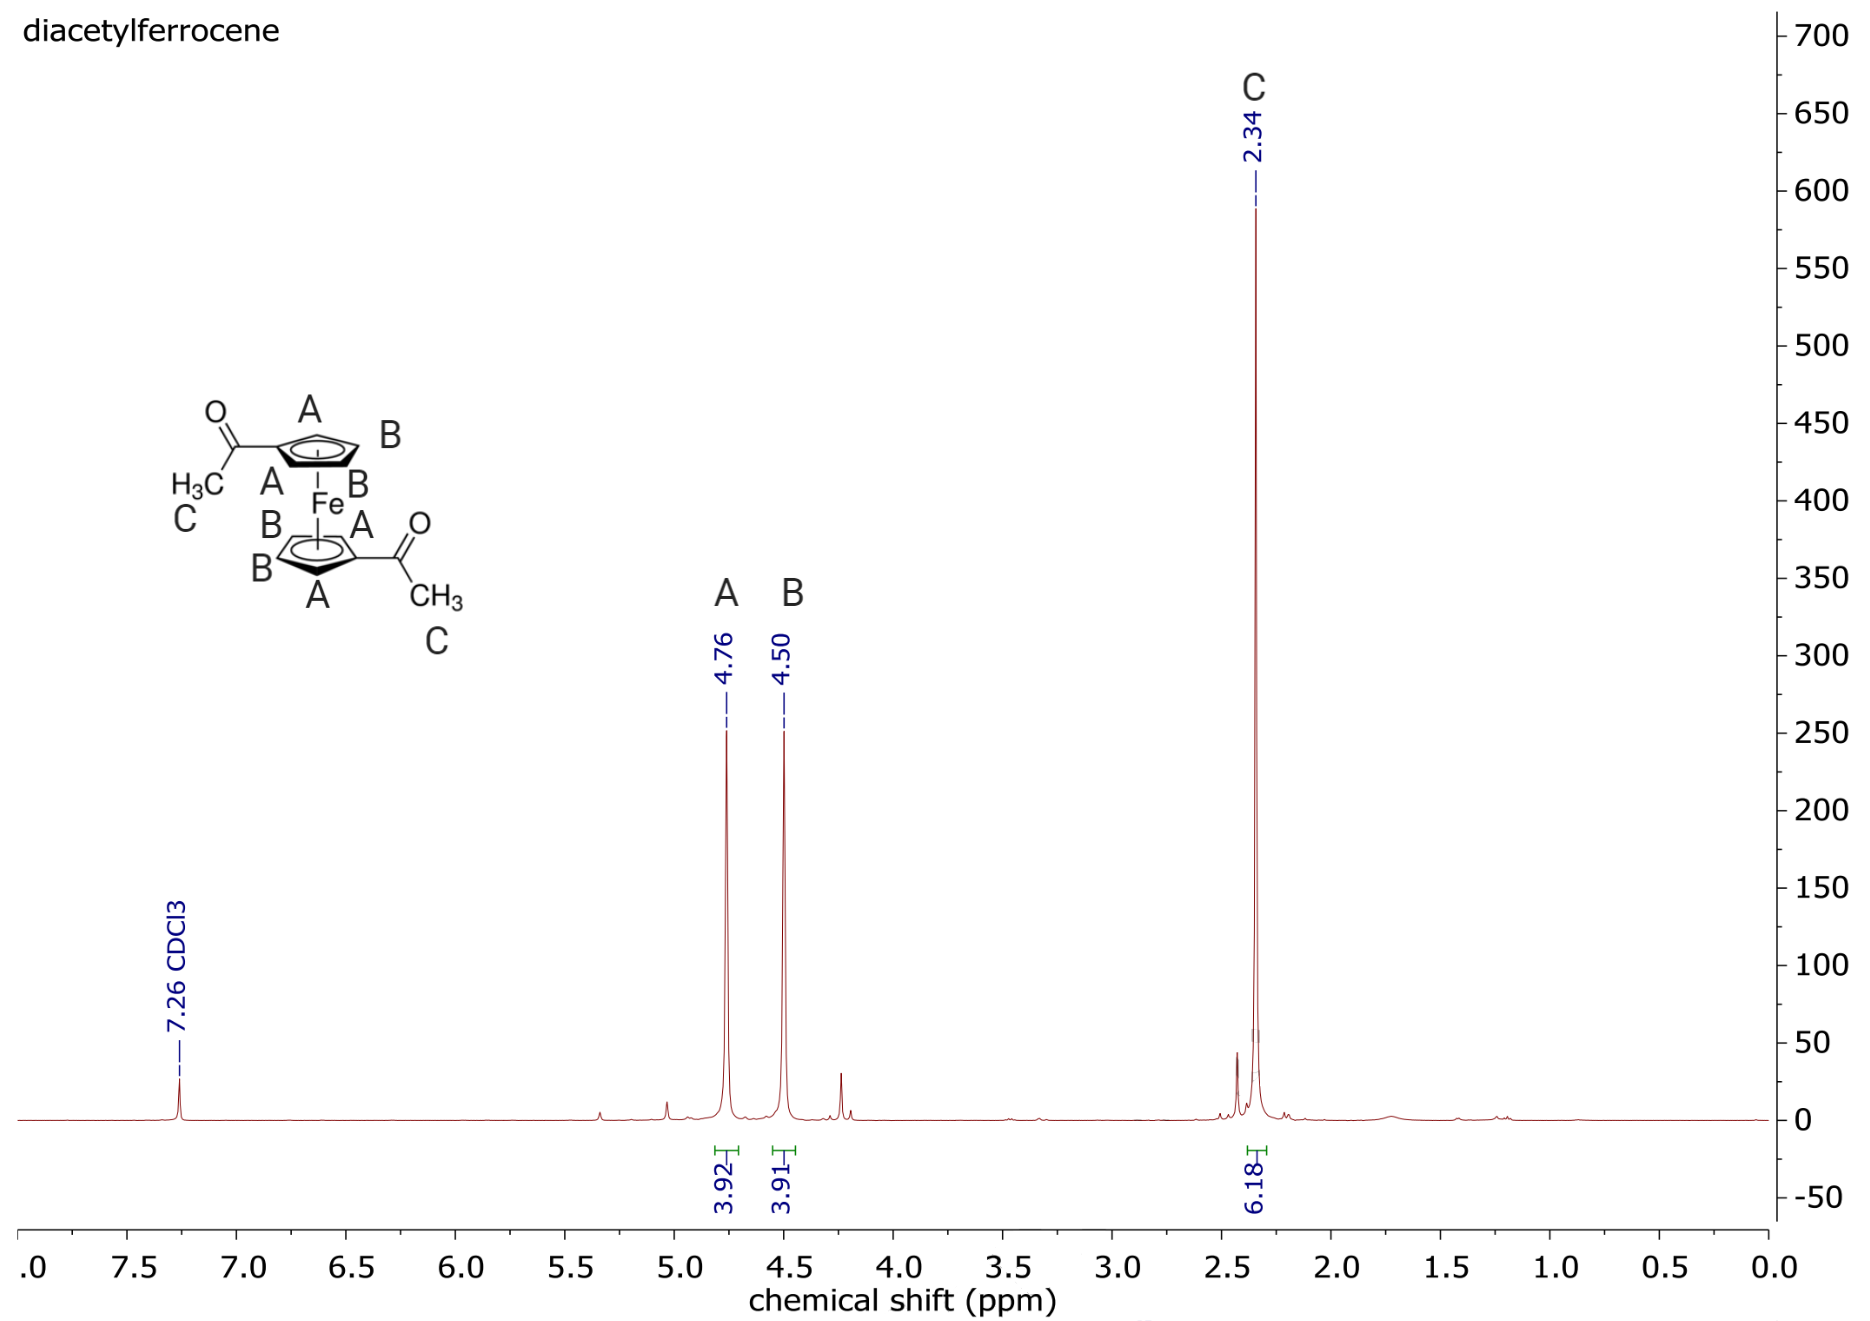 diacetylferrocene
C
2.34
A B
4.76
4.50
7.26 CDCl3
O
A
B
H3C
A
B
C
Fe
B
A
O
B
A
CH3
C
3.92
3.91
6.18
700
650
600
550
500
450
400
350
300
250
200
150
100
50
0
-50
.0 7.5 7.0 6.5 6.0 5.5 5.0 4.5 4.0 3.5 3.0 2.5 2.0 1.5 1.0 0.5 0.0
chemical shift (ppm)